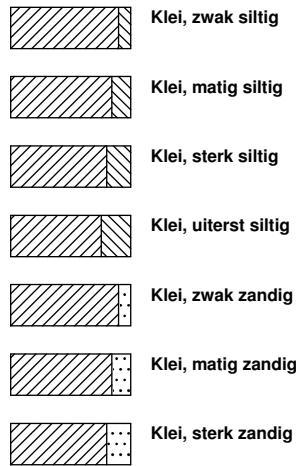 Klei, zwak siltig
Klei, matig siltig
Klei, sterk siltig
Klei, uiterst siltig
Klei, zwak zandig
Klei, matig zandig
Klei, sterk zandig